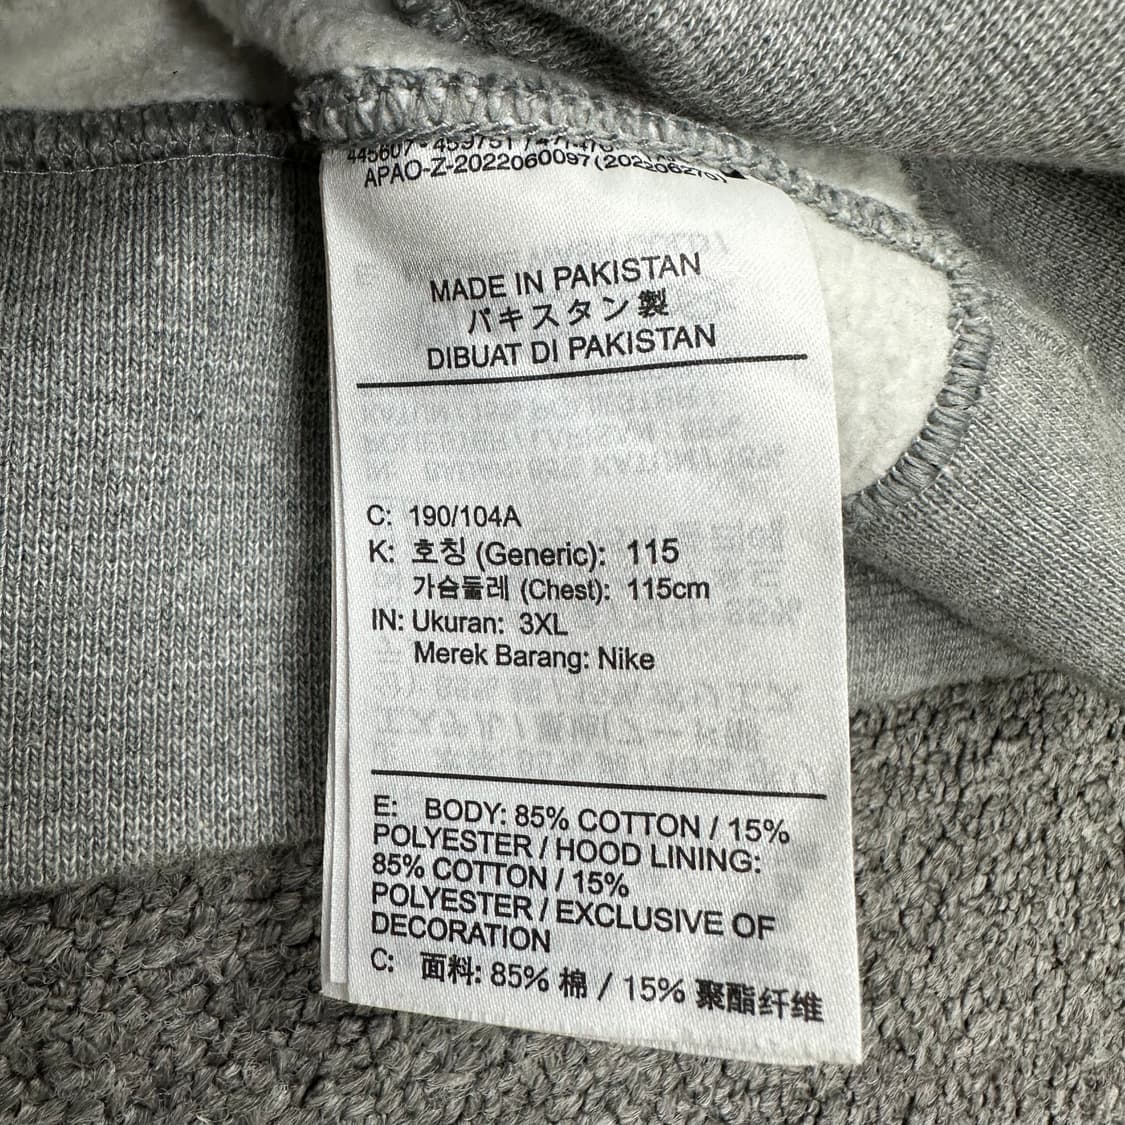 APAO-Z-2022060097(202206270)
MADE IN PAKISTAN
パキスタン製
DIBUAT DI PAKISTAN
C: 190/104A
K: 호칭 (Generic): 115
가슴둘레 (Chest): 115cm
IN: Ukuran: 3XL
Merek Barang: Nike
E: BODY: 85% COTTON / 15%
POLYESTER / HOOD LINING:
85% COTTON / 15%
POLYESTER / EXCLUSIVE OF
DECORATION
C: 面料: 85% 棉 / 15% 聚酯纤维